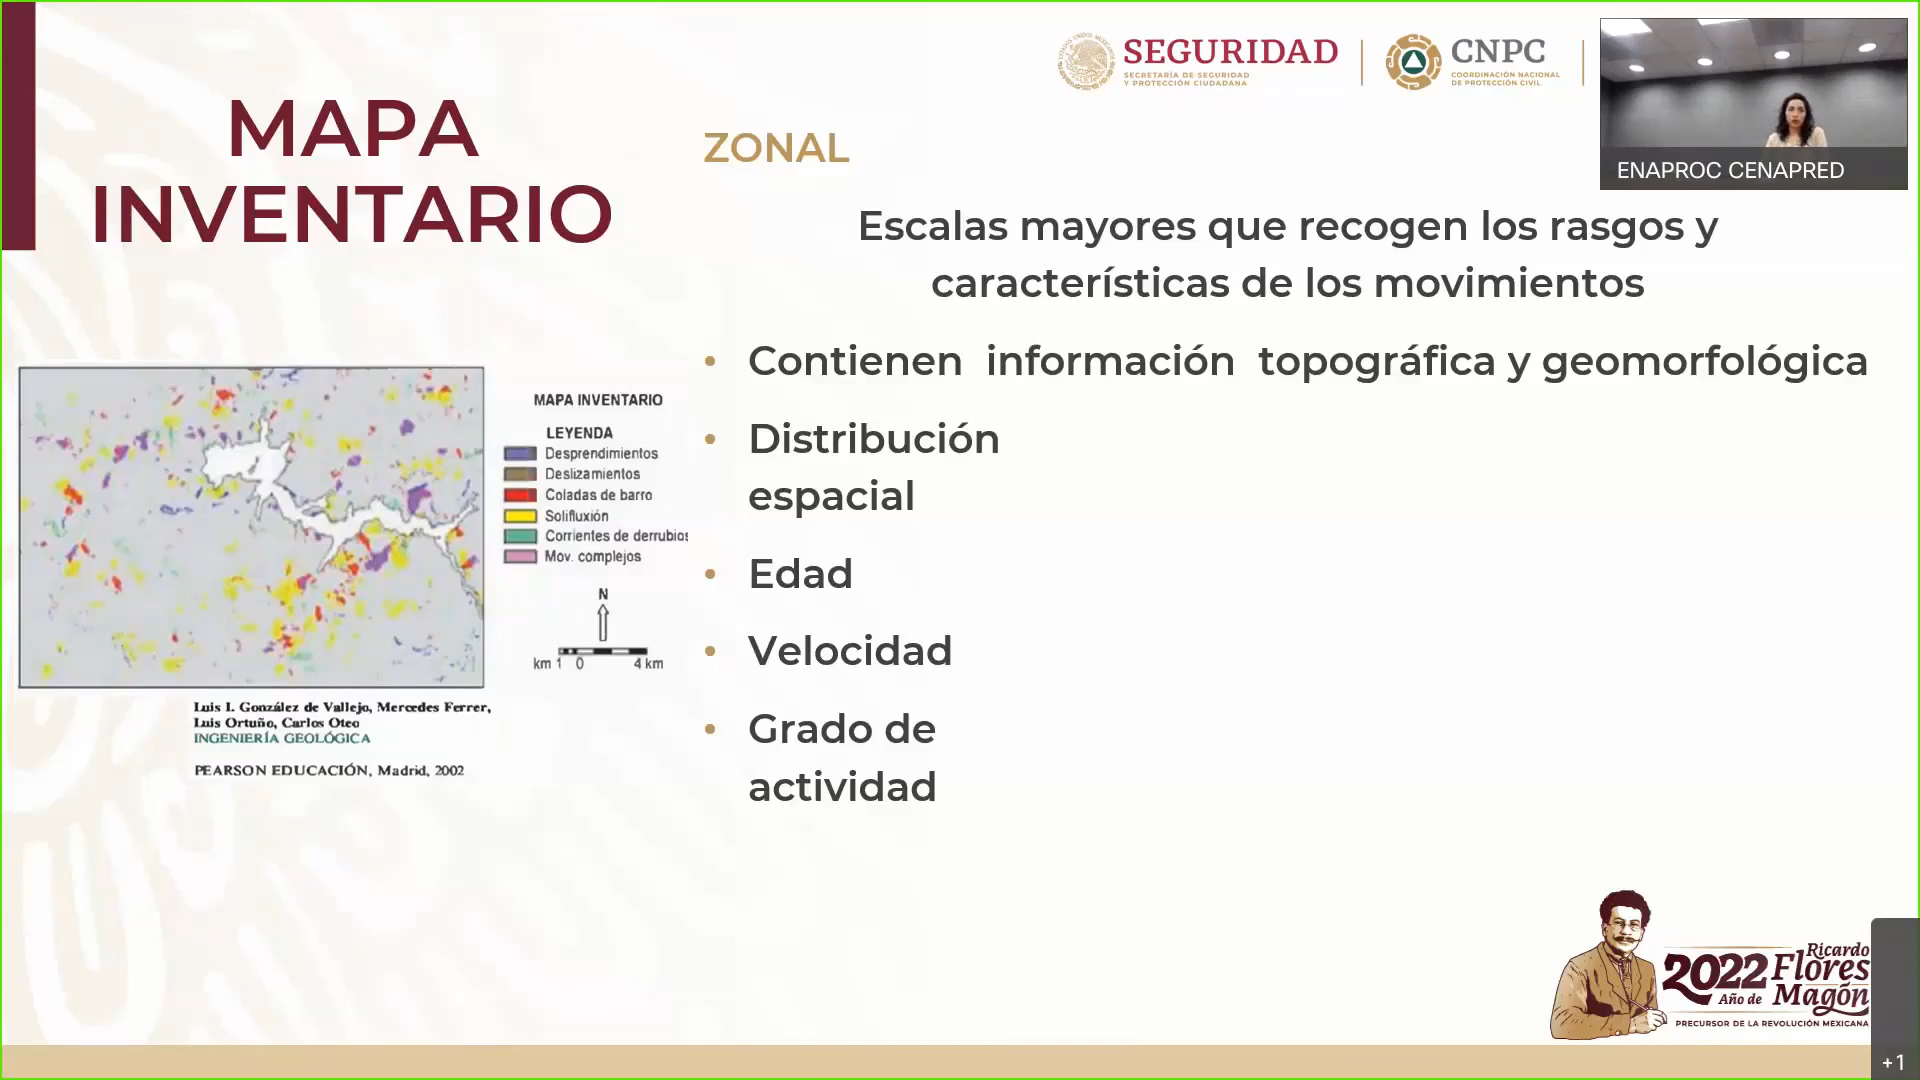 MAPA
INVENTARIO
SEGURIDAD
SECRETARÍA DE SEGURIDAD
Y PROTECCIÓN CIUDADANA
CNPC
COORDINACIÓN NACIONAL
DE PROTECCIÓN CIVIL
ENAPROC CENAPRED
ZONAL
Escalas mayores que recogen los rasgos y
características de los movimientos
• Contienen información topográfica y geomorfológica
• Distribución
espacial
• Edad
• Velocidad
• Grado de
actividad
MAPA INVENTARIO
LEYENDA
Desprendimientos
Deslizamientos
Coladas de barro
Solifluxión
Corrientes de derrubios
Mov. complejos
N
km 1 0 4 km
Luis I. González de Vallejo, Mercedes Ferrer,
Luis Ortuño, Carlos Oteo
INGENIERÍA GEOLÓGICA
PEARSON EDUCACIÓN, Madrid, 2002
2022 Ricardo
Flores
Año de Magón
PRECURSOR DE LA REVOLUCIÓN MEXICANA
+1